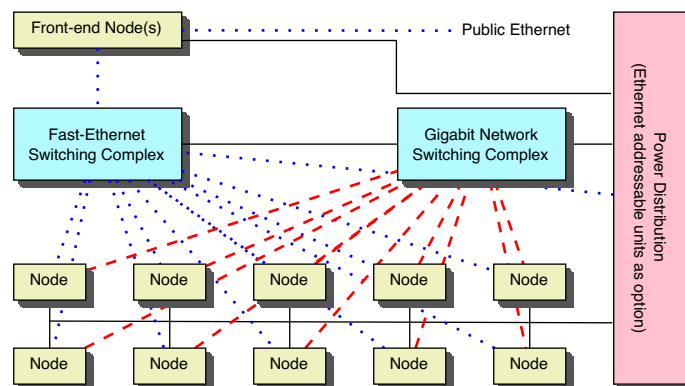 Front-end Node(s)
Public Ethernet
Fast-Ethernet
Switching Complex
Gigabit Network
Switching Complex
Power Distribution
(Ethernet addressable units as option)
Node
Node
Node
Node
Node
Node
Node
Node
Node
Node